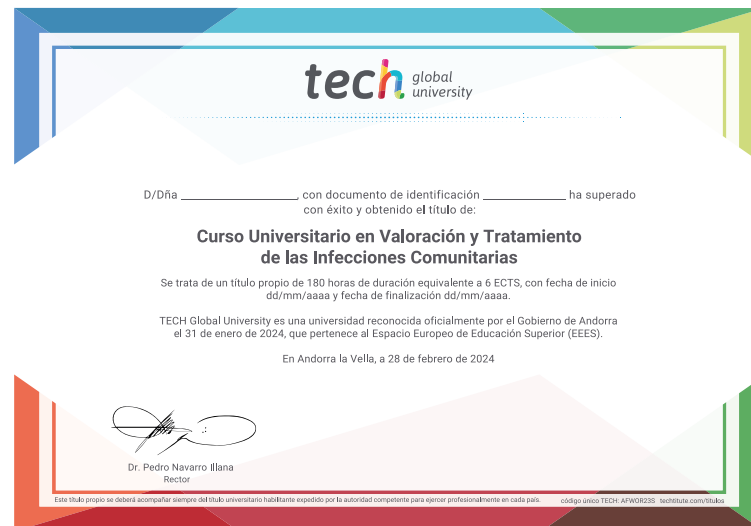 tech global university
D/Dña ____________________, con documento de identificación ______________ ha superado
con éxito y obtenido el título de:
Curso Universitario en Valoración y Tratamiento
de las Infecciones Comunitarias
Se trata de un título propio de 180 horas de duración equivalente a 6 ECTS, con fecha de inicio
dd/mm/aaaa y fecha de finalización dd/mm/aaaa.
TECH Global University es una universidad reconocida oficialmente por el Gobierno de Andorra
el 31 de enero de 2024, que pertenece al Espacio Europeo de Educación Superior (EEES).
En Andorra la Vella, a 28 de febrero de 2024
Dr. Pedro Navarro Illana
Rector
Este título propio se deberá acompañar siempre del título universitario habilitante expedido por la autoridad competente para ejercer profesionalmente en cada país. código único TECH: AFWOR23S techtitute.com/titulos